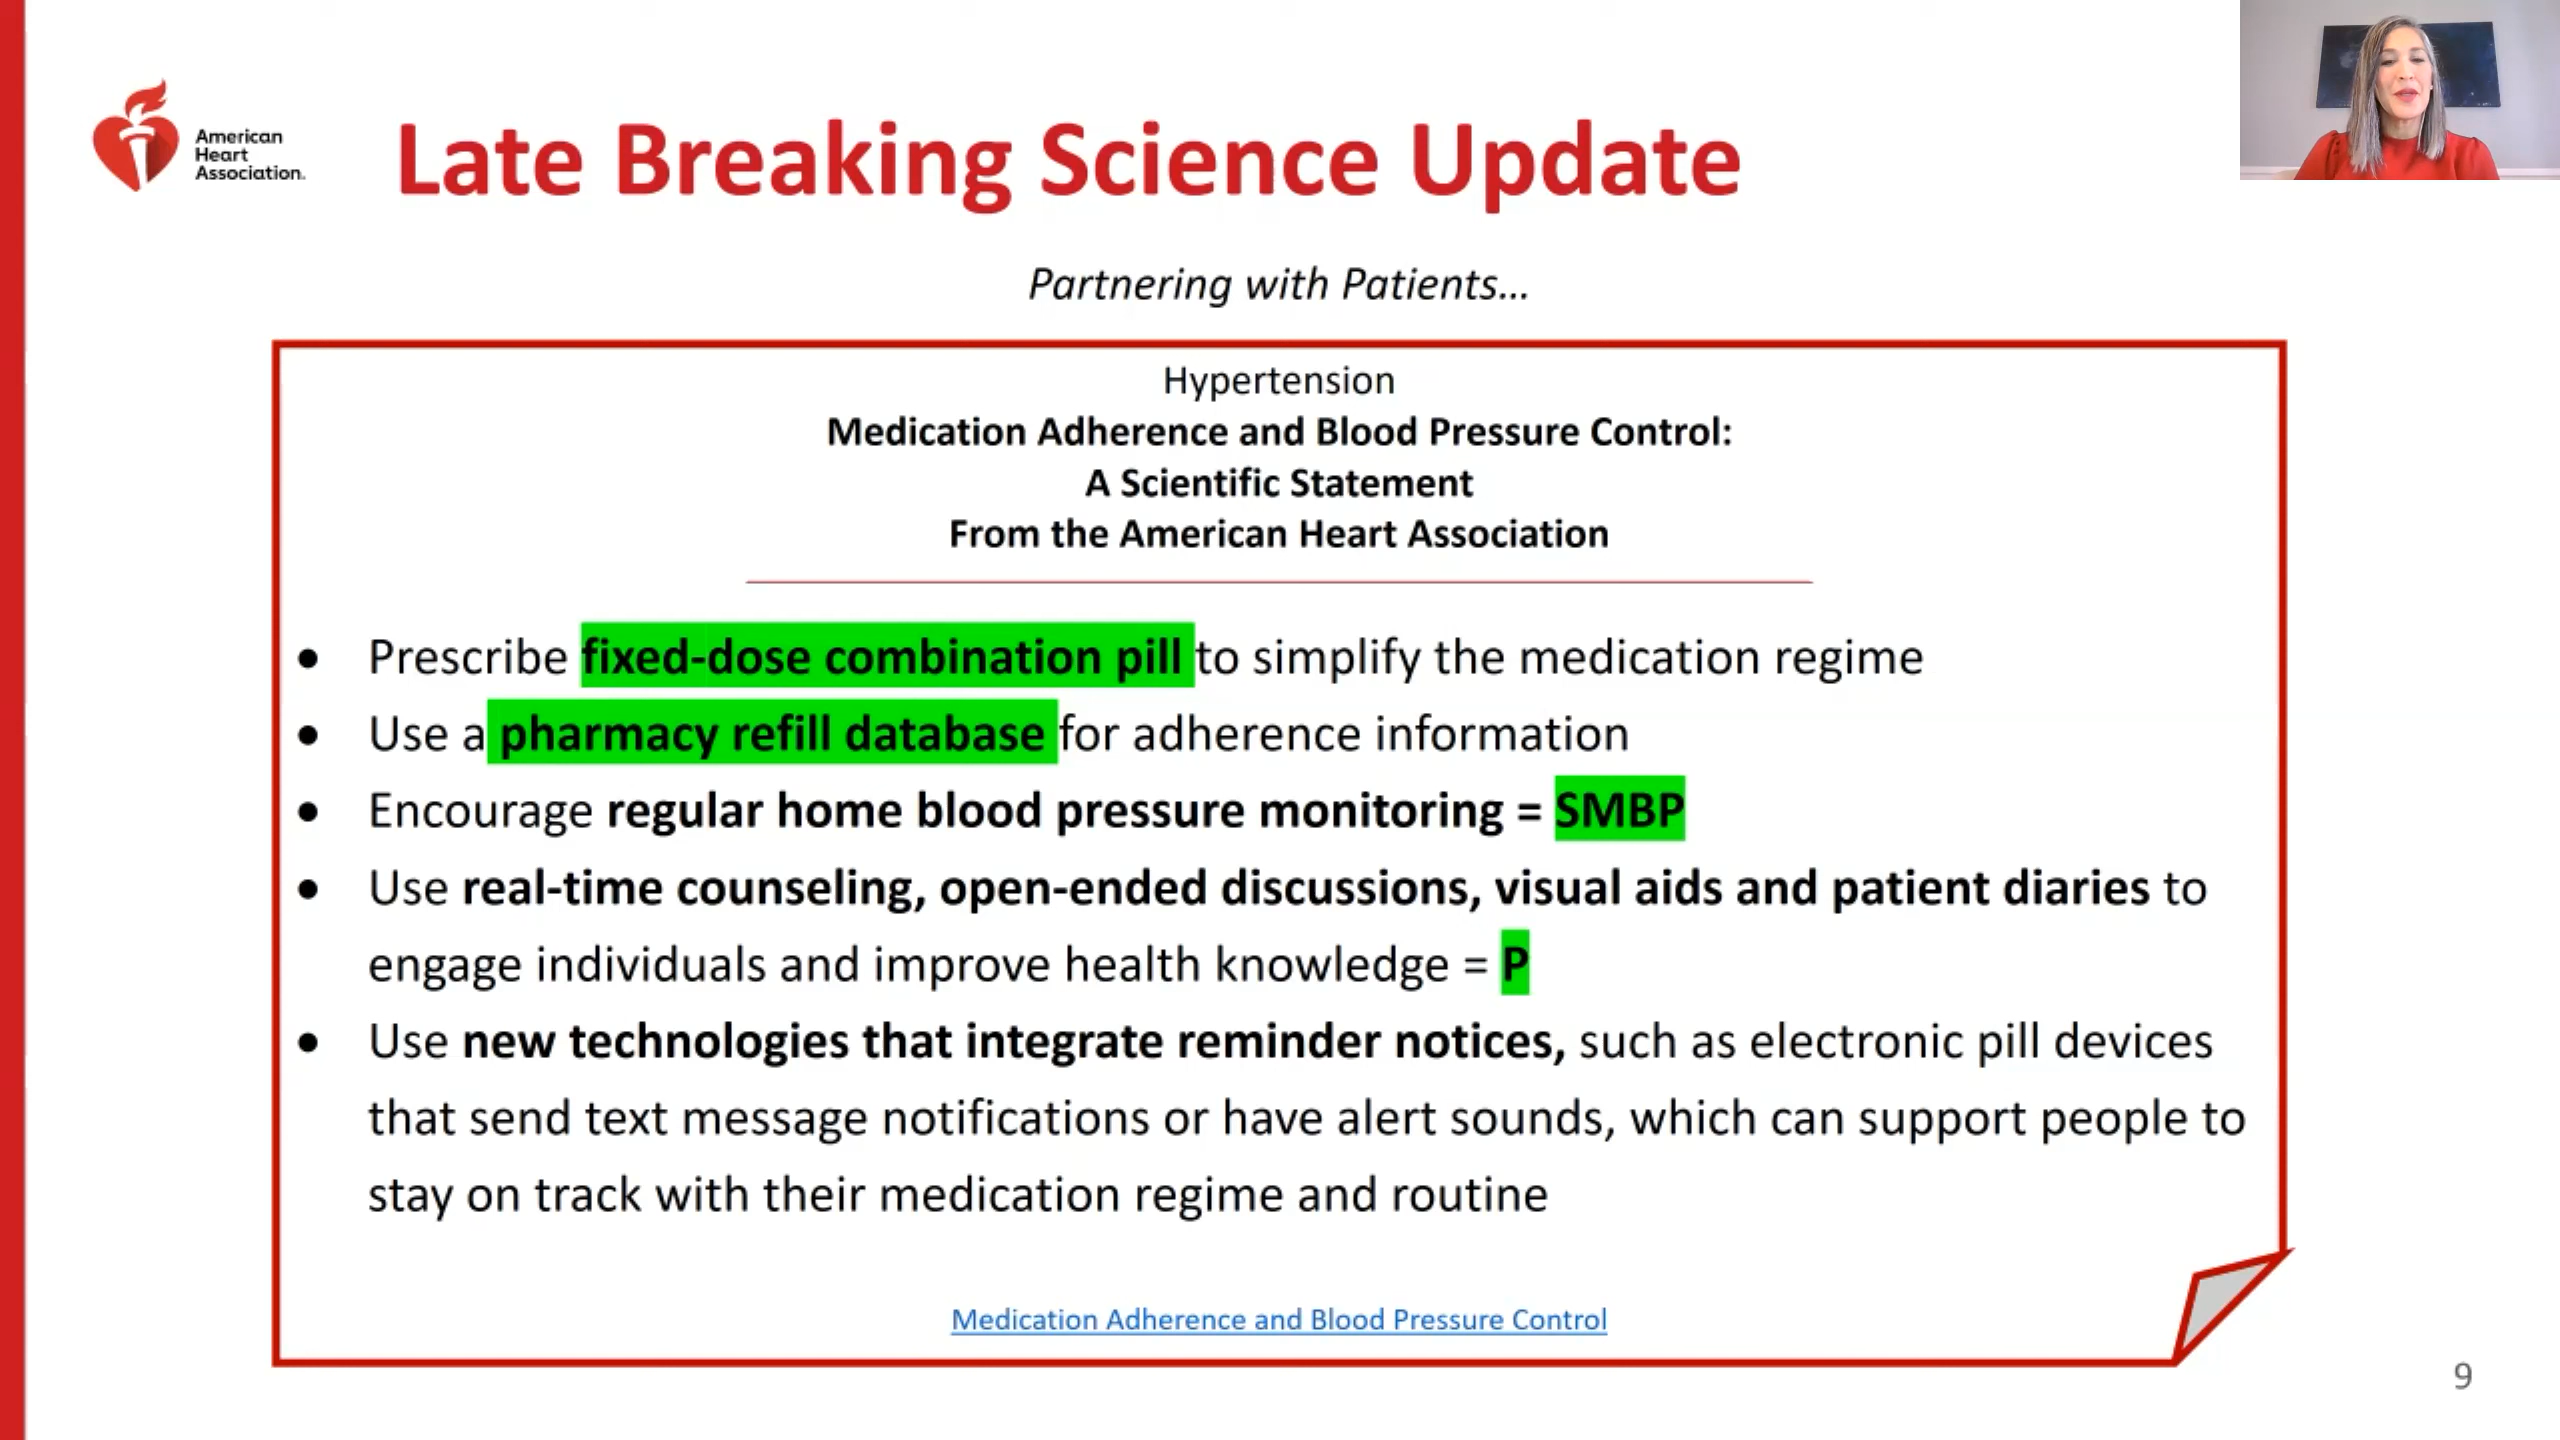 American
Heart
Association.
Late Breaking Science Update
Partnering with Patients...
Hypertension
Medication Adherence and Blood Pressure Control:
A Scientific Statement
From the American Heart Association
• Prescribe fixed-dose combination pill to simplify the medication regime
• Use a pharmacy refill database for adherence information
• Encourage regular home blood pressure monitoring = SMBP
• Use real-time counseling, open-ended discussions, visual aids and patient diaries to
engage individuals and improve health knowledge = P
• Use new technologies that integrate reminder notices, such as electronic pill devices
that send text message notifications or have alert sounds, which can support people to
stay on track with their medication regime and routine
Medication Adherence and Blood Pressure Control
9